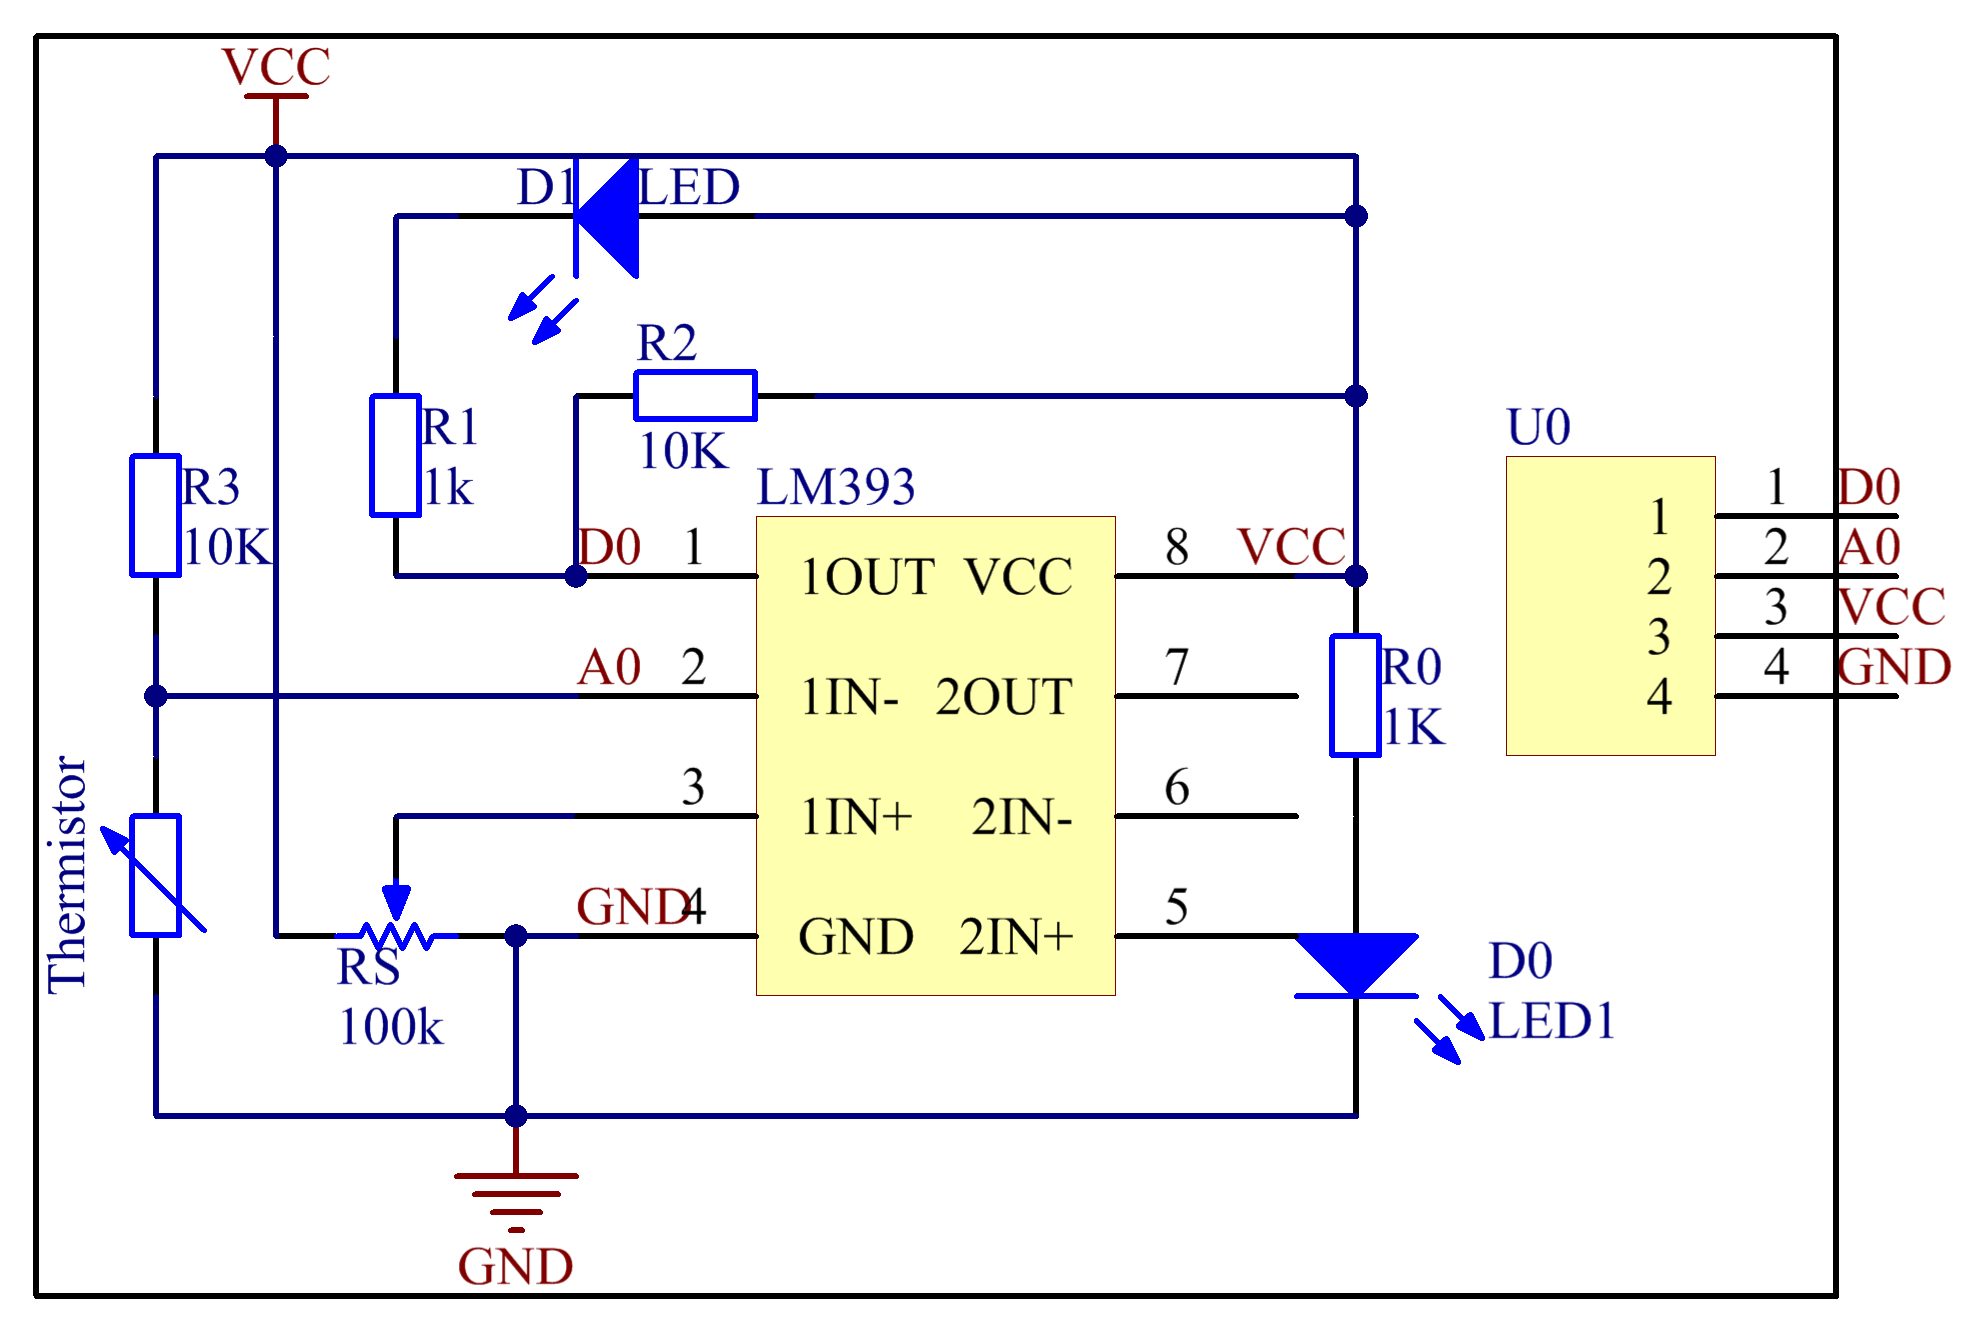 VCC
D1 LED
R2
10K
R1
1k
R3
10K
LM393
D0 1 1OUT VCC 8 VCC
A0 2 1IN- 2OUT 7
3 1IN+ 2IN- 6
GND 4 GND 2IN+ 5
R0
1K
U0
1 1 D0
2 2 A0
3 3 VCC
4 4 GND
Thermistor
RS
100k
D0
LED1
GND